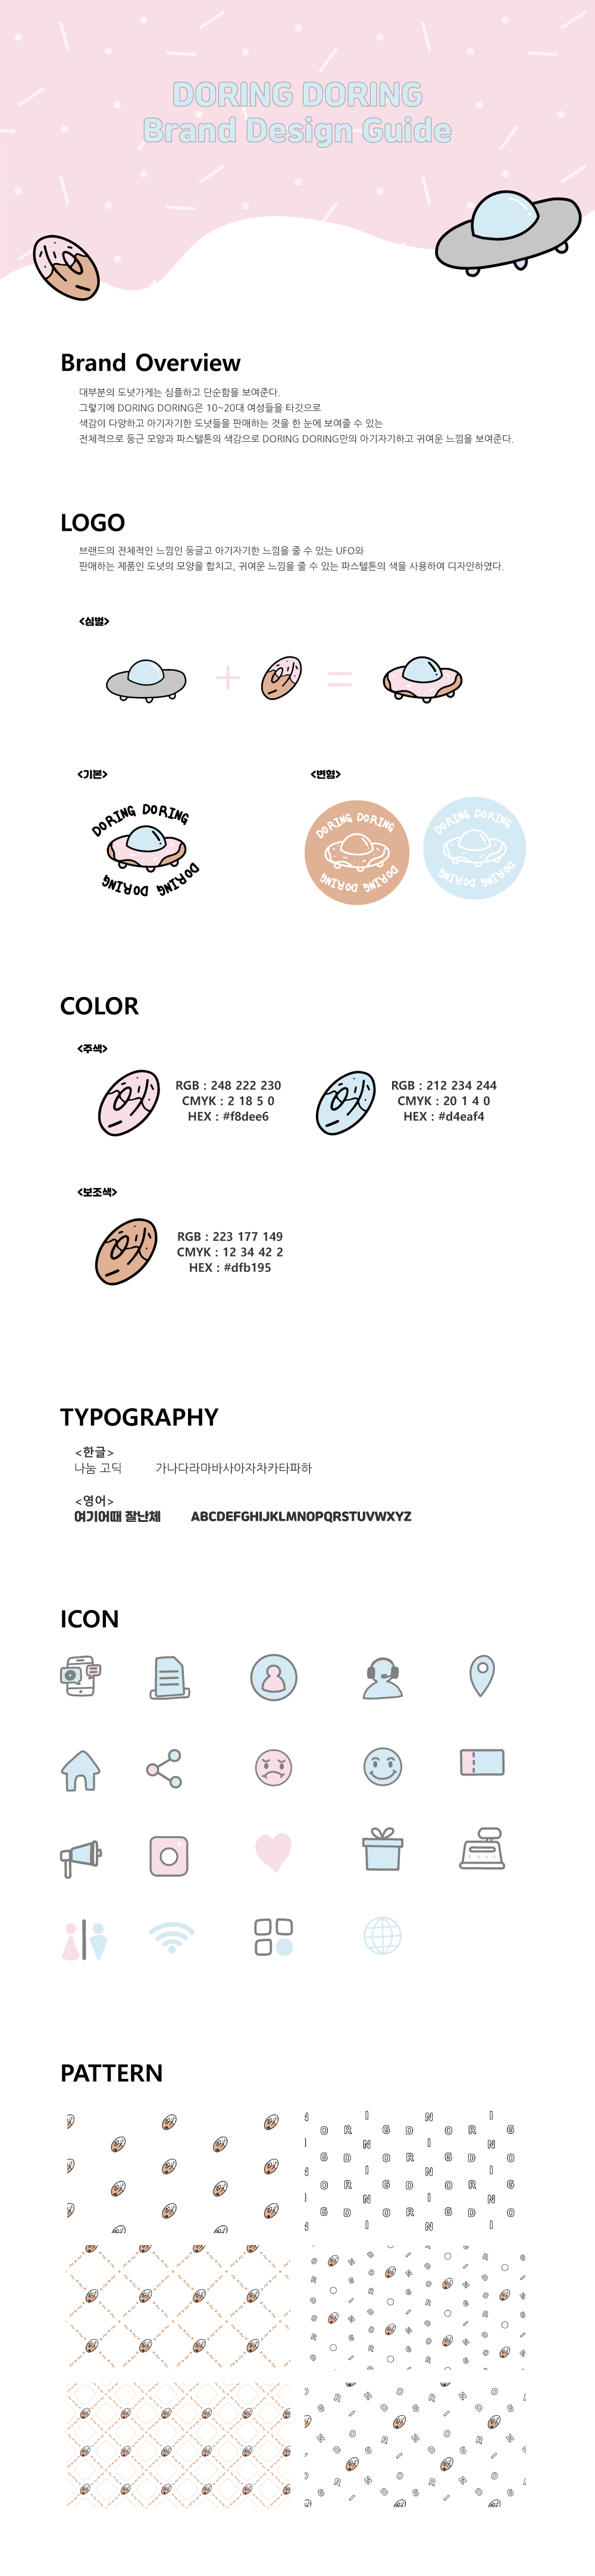 DORING DORING
Brand Design Guide
Brand Overview
대부분의 도넛가게는 심플하고 단순함을 보여준다.
그렇기에 DORING DORING은 10~20대 여성들을 타깃으로
색감이 다양하고 아기자기한 도넛들을 판매하는 것을 한 눈에 보여줄 수 있는
전체적으로 둥근 모양과 파스텔톤의 색감으로 DORING DORING만의 아기자기하고 귀여운 느낌을 보여준다.
LOGO
브랜드의 전체적인 느낌인 둥글고 아기자기한 느낌을 줄 수 있는 UFO와
판매하는 제품인 도넛의 모양을 합치고, 귀여운 느낌을 줄 수 있는 파스텔톤의 색을 사용하여 디자인하였다.
<심벌>
+ =
<기본> <변형>
DORING DORING
DORING DORING
DORING DORING
DORING DORING
DORING DORING
DORING DORING
COLOR
<주색>
RGB : 248 222 230
CMYK : 2 18 5 0
HEX : #f8dee6
RGB : 212 234 244
CMYK : 20 1 4 0
HEX : #d4eaf4
<보조색>
RGB : 223 177 149
CMYK : 12 34 42 2
HEX : #dfb195
TYPOGRAPHY
<한글>
나눔 고딕 가나다라마바사아자차카타파하
<영어>
여기어때 잘난체 ABCDEFGHIJKLMNOPQRSTUVWXYZ
ICON
PATTERN